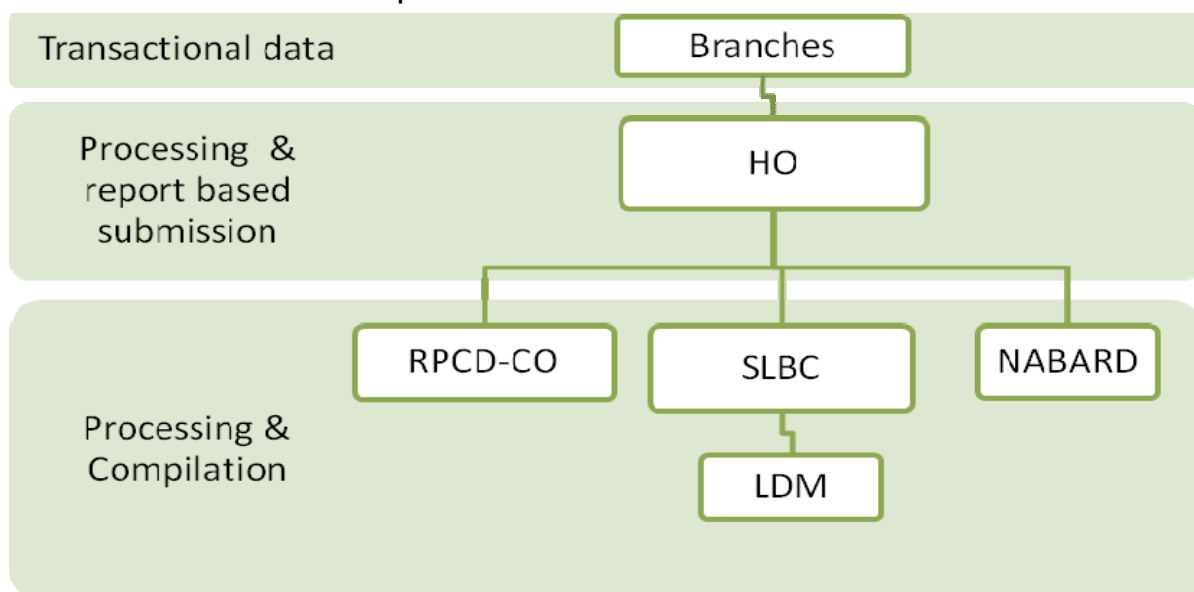 Transactional data
Branches
Processing &
report based
submission
HO
RPCD-CO
SLBC
NABARD
Processing &
Compilation
LDM